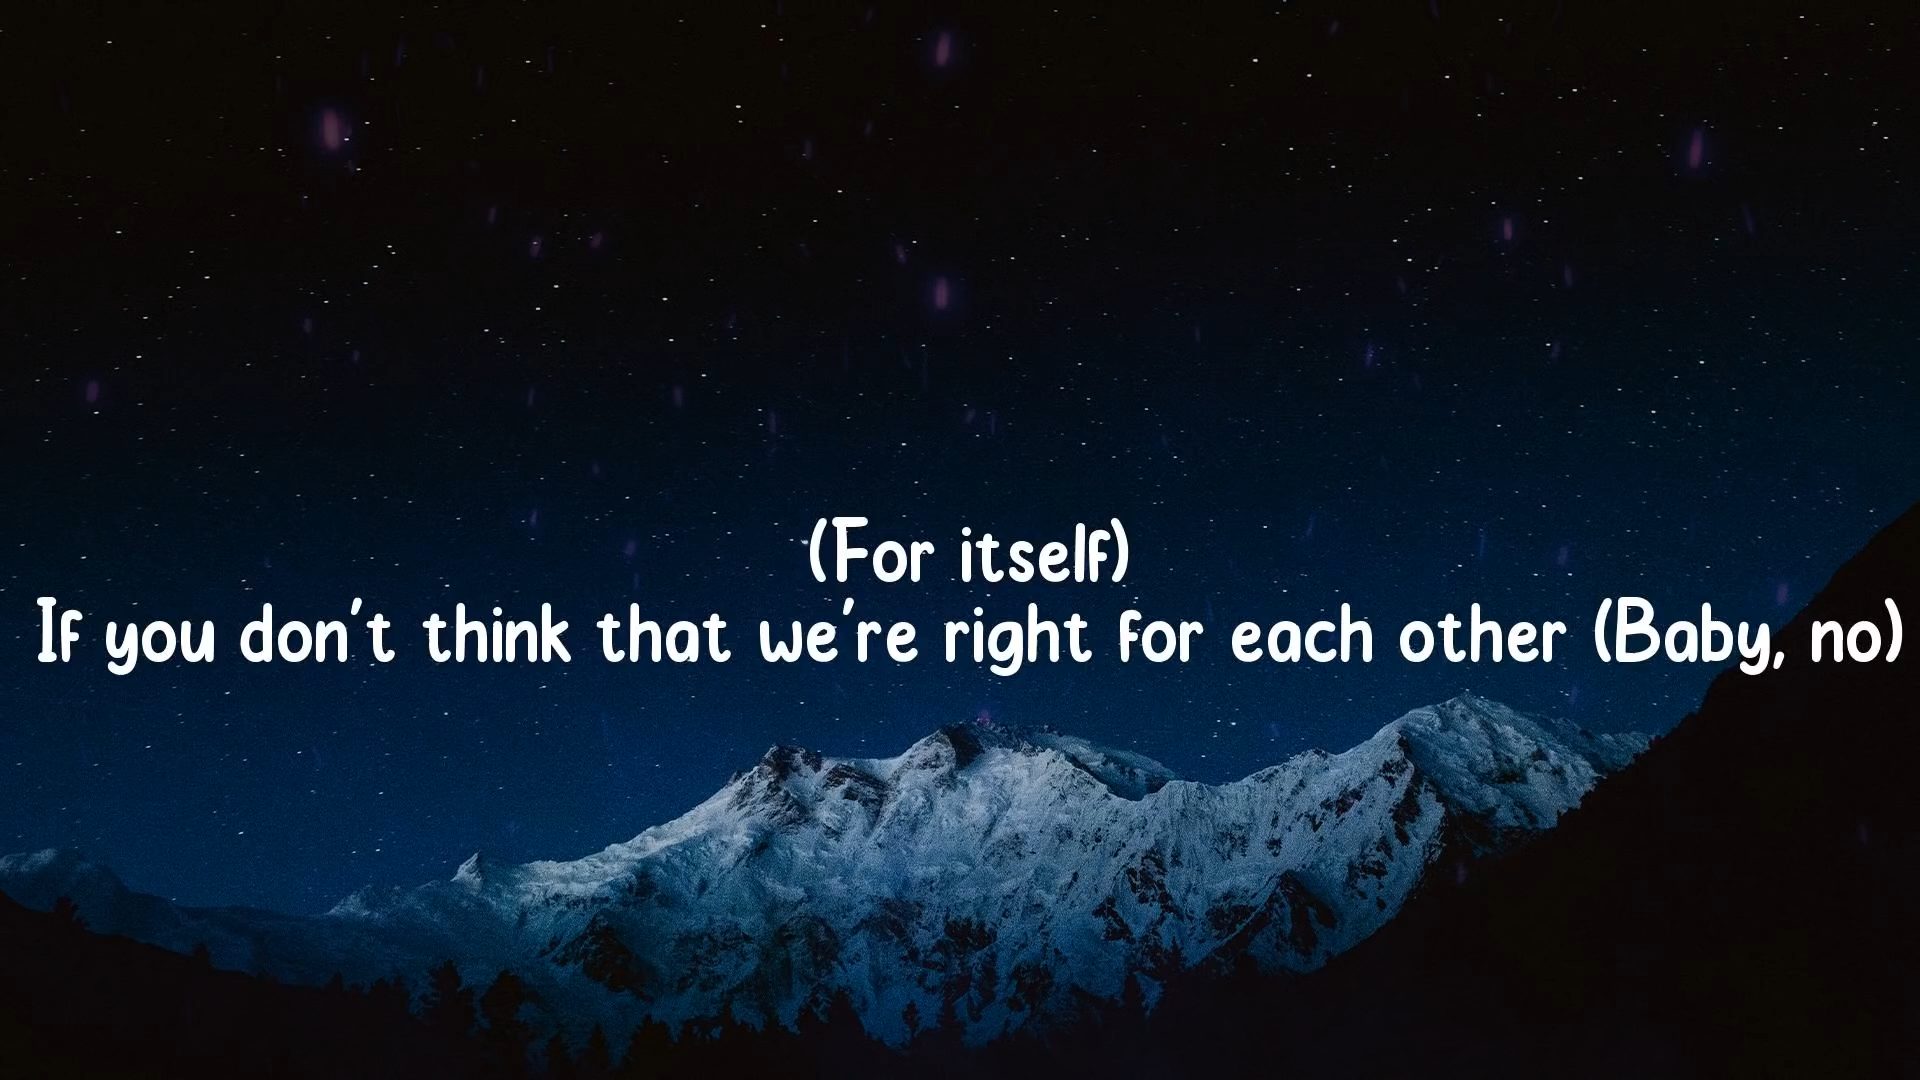 (For itself)
If you don't think that we're right for each other (Baby, no)